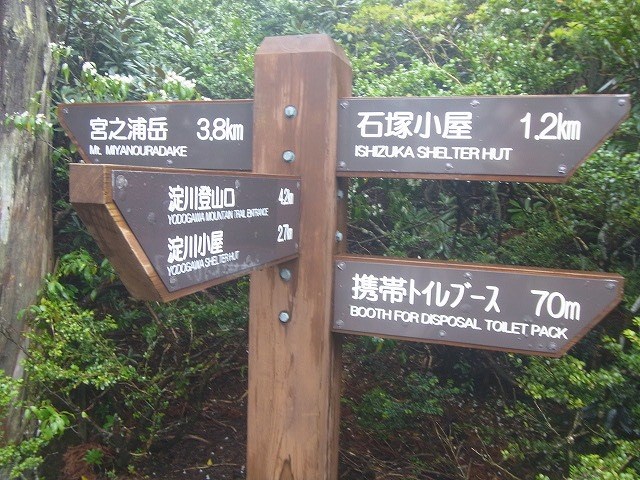 宮之浦岳 3.8km
Mt. MIYANOURADAKE
淀川登山口 4.2km
YODOGAWA MOUNTAIN TRAIL ENTRANCE
淀川小屋 2.7km
YODOGAWA SHELTER HUT
石塚小屋 1.2km
ISHIZUKA SHELTER HUT
携帯トイレブース 70m
BOOTH FOR DISPOSAL TOILET PACK